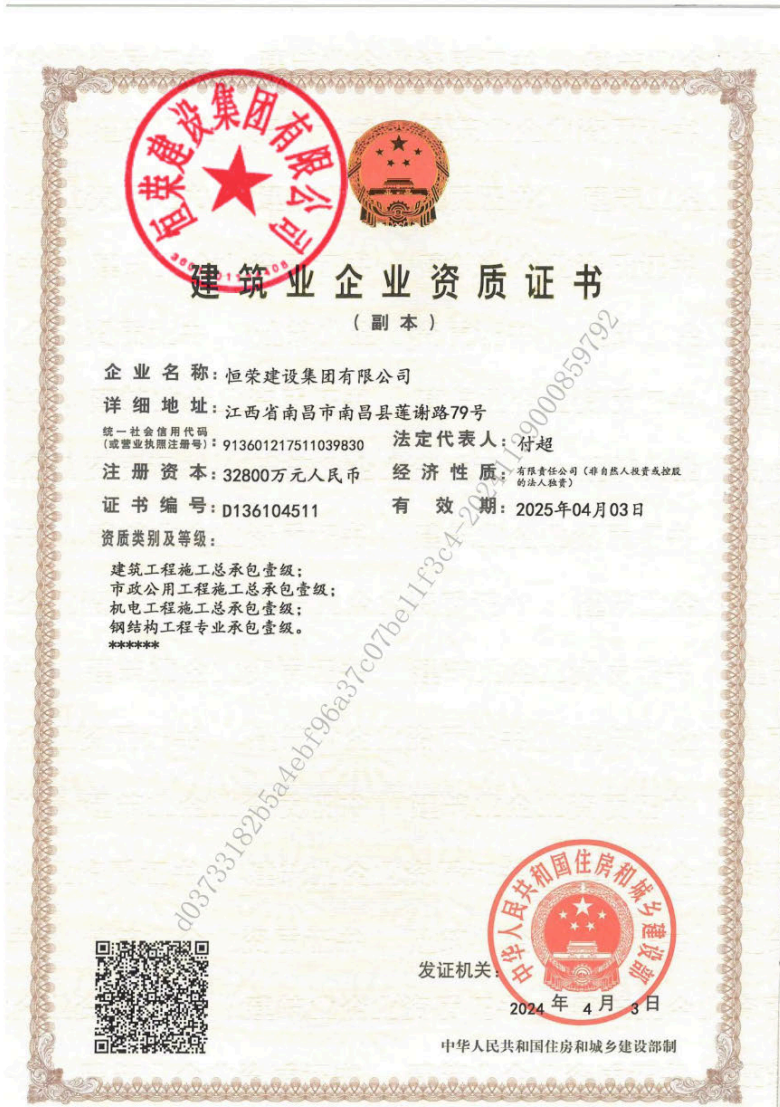 恒荣建设集团有限公司
建筑业企业资质证书
（副本）
企业名称：恒荣建设集团有限公司
详细地址：江西省南昌市南昌县莲谢路79号
统一社会信用代码
（或营业执照注册号）：913601217511039830
法定代表人：付超
注册资本：32800万元人民币
经济性质：有限责任公司（非自然人投资或控股
的法人独资）
证书编号：D136104511
有效期：2025年04月03日
资质类别及等级：
建筑工程施工总承包壹级；
市政公用工程施工总承包壹级；
机电工程施工总承包壹级；
钢结构工程专业承包壹级。
******
中华人民共和国住房和城乡建设部
发证机关：
2024年4月3日
中华人民共和国住房和城乡建设部制